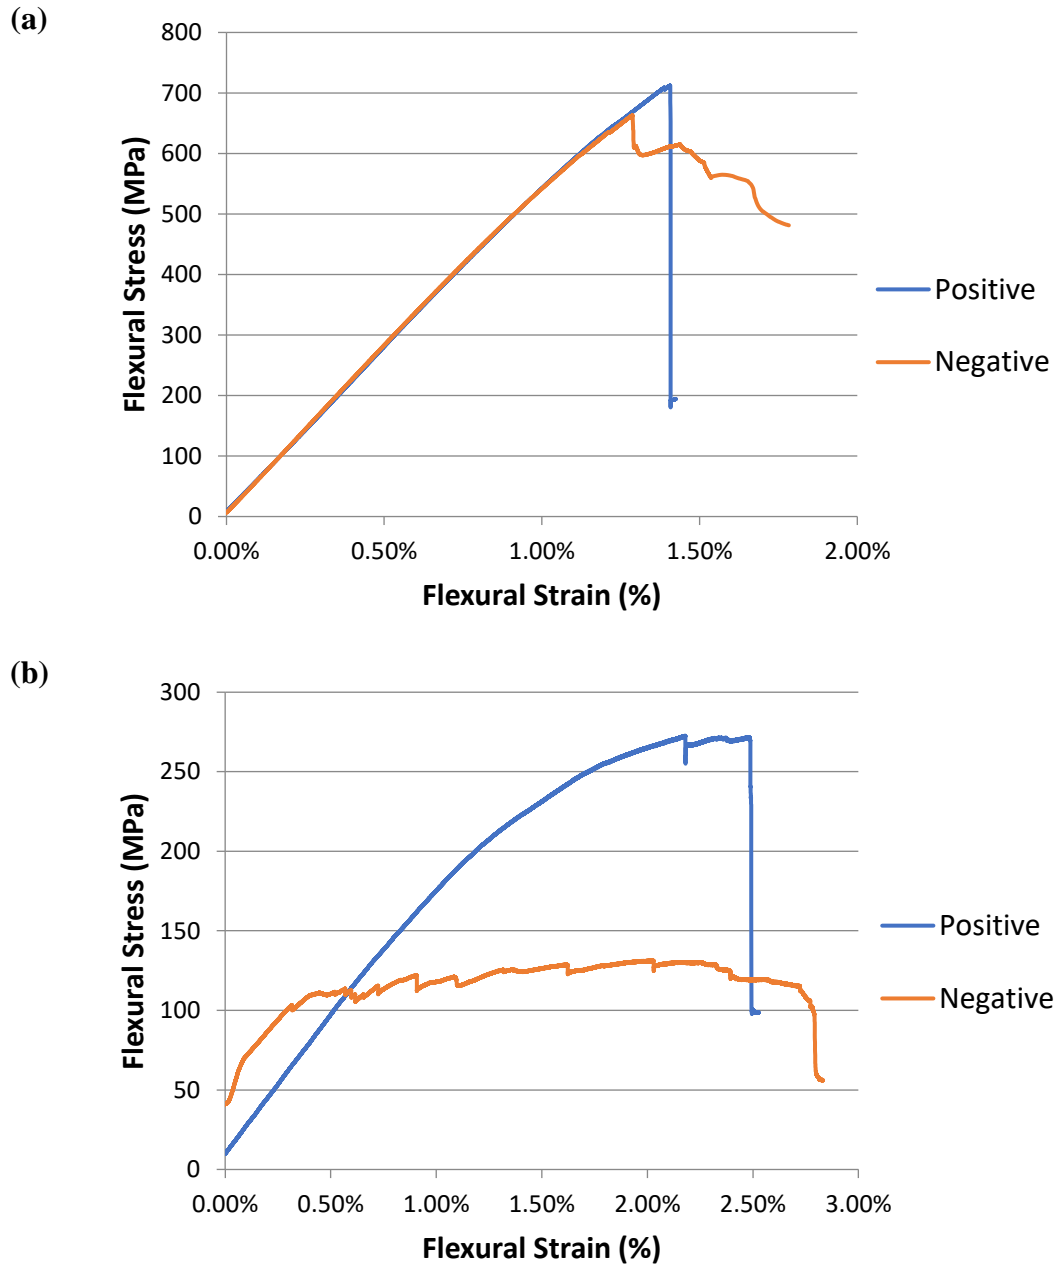 (a)
800
700
600
500
400
300
200
100
0
Flexural Stress (MPa)
0.00% 0.50% 1.00% 1.50% 2.00%
Flexural Strain (%)
Positive
Negative
(b)
300
250
200
150
100
50
0
Flexural Stress (MPa)
0.00% 0.50% 1.00% 1.50% 2.00% 2.50% 3.00%
Flexural Strain (%)
Positive
Negative